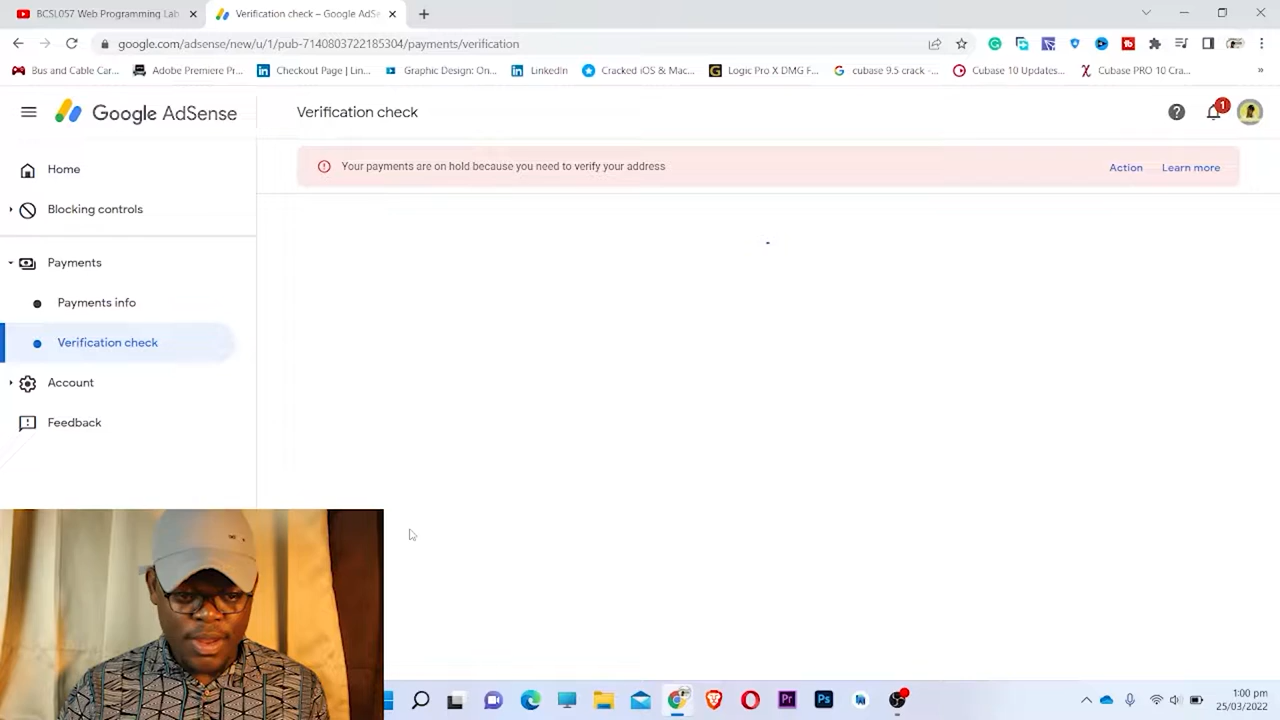 BCSL057 Web Programming Lab
Verification check – Google AdSe
google.com/adsense/new/u/1/pub-7140803722185304/payments/verification
Bus and Cable Car...
Adobe Premiere Pr...
Checkout Page | Lin...
Graphic Design: On...
LinkedIn
Cracked iOS & Mac...
Logic Pro X DMG F...
cubase 9.5 crack -...
Cubase 10 Updates...
Cubase PRO 10 Cra...
»
Google AdSense
Verification check
1
Your payments are on hold because you need to verify your address
Action
Learn more
Home
Blocking controls
Payments
Payments info
Verification check
Account
Feedback
1:00 pm
25/03/2022